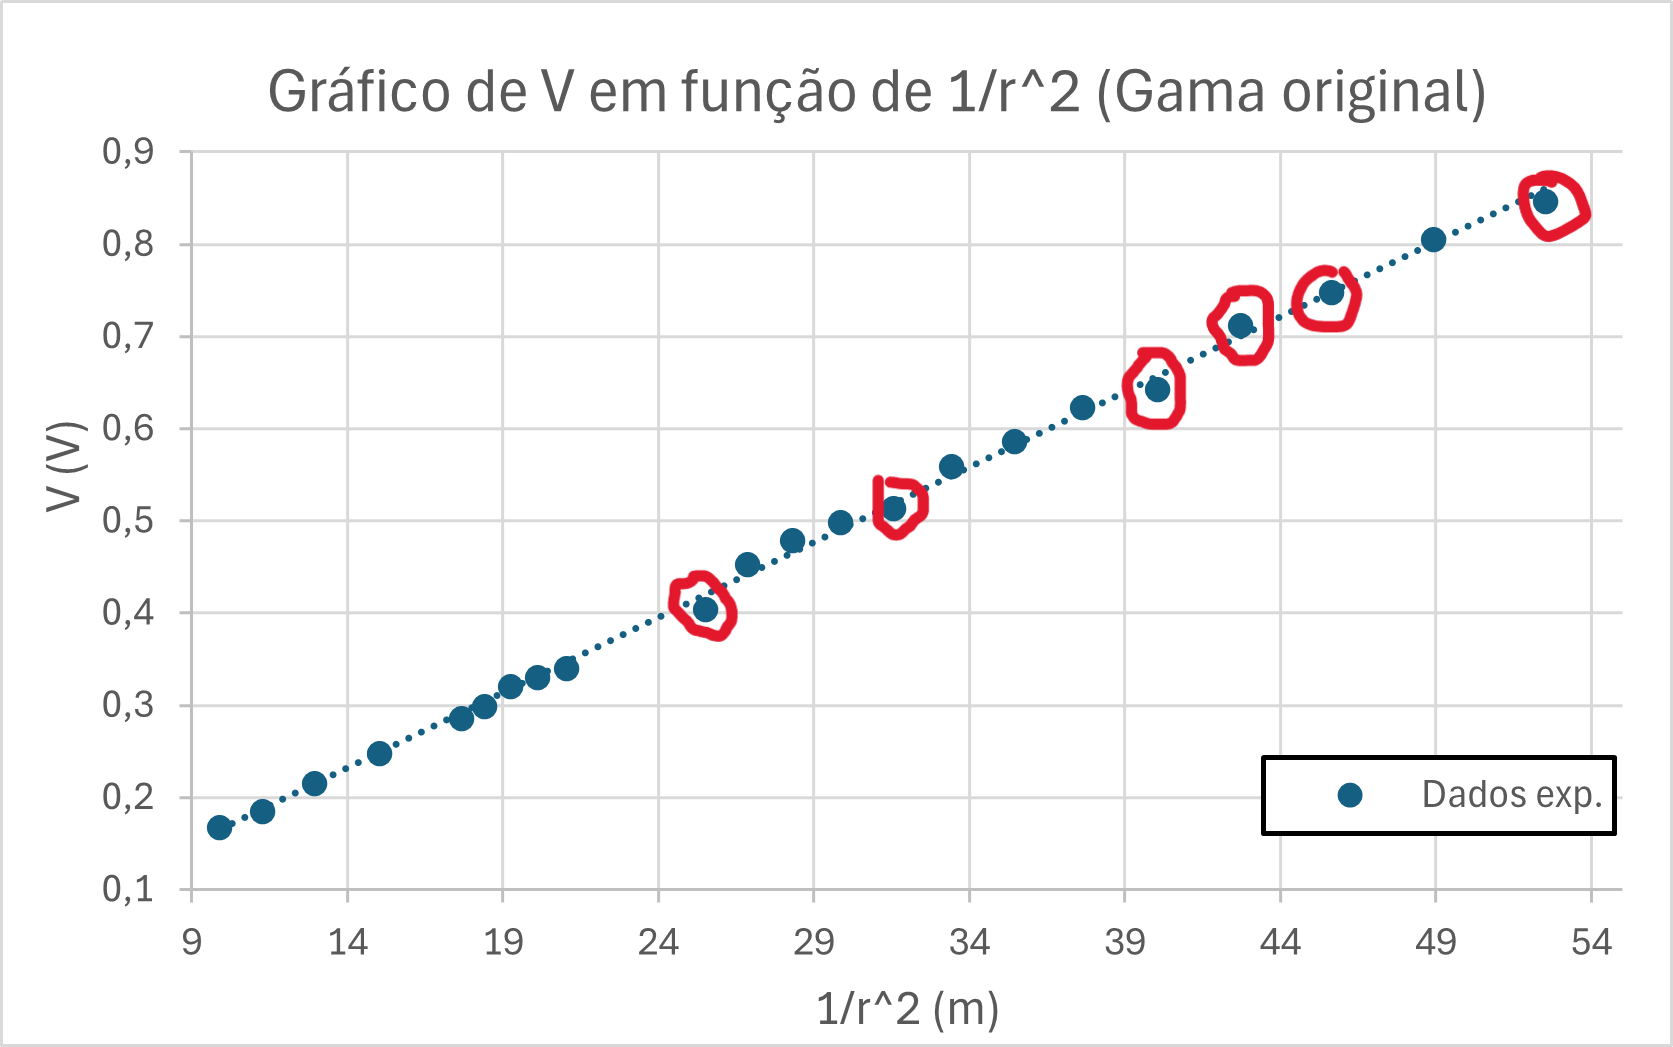 Gráfico de V em função de 1/r^2 (Gama original)
0,9
0,8
0,7
0,6
0,5
0,4
0,3
0,2
0,1
V (V)
Dados exp.
9 14 19 24 29 34 39 44 49 54
1/r^2 (m)